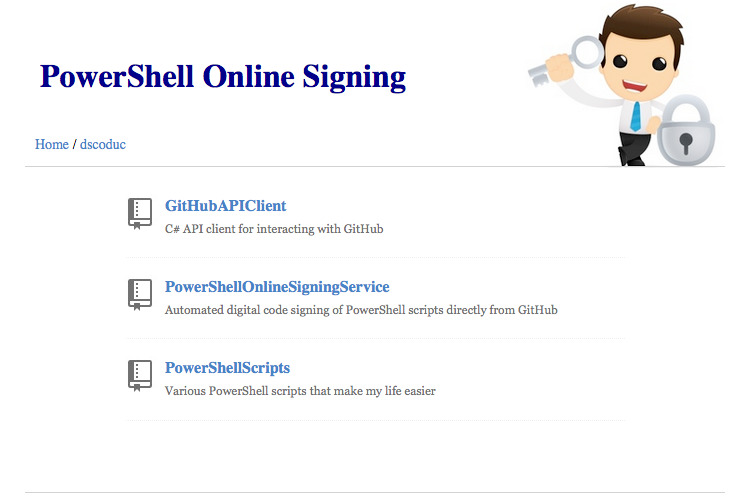 PowerShell Online Signing
Home / dscoduc
GitHubAPIClient
C# API client for interacting with GitHub
PowerShellOnlineSigningService
Automated digital code signing of PowerShell scripts directly from GitHub
PowerShellScripts
Various PowerShell scripts that make my life easier